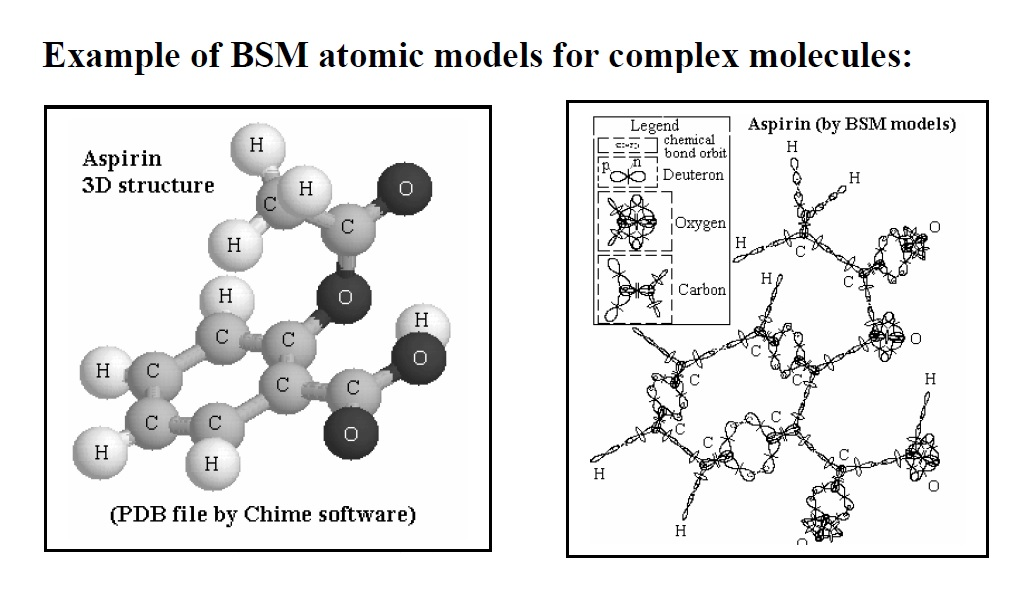 Example of BSM atomic models for complex molecules:
Aspirin
3D structure
H
H
O
C
C
H
H
O
H
C
C
O
H
C
C
C
C
C
O
H
H
(PDB file by Chime software)
Legend
chemical
bond orbit
p n
Deuteron
Oxygen
Carbon
Aspirin (by BSM models)
H
H
H
O
C
C
H
O
C
C
C
H
C
C
C
C
H
O
H
O